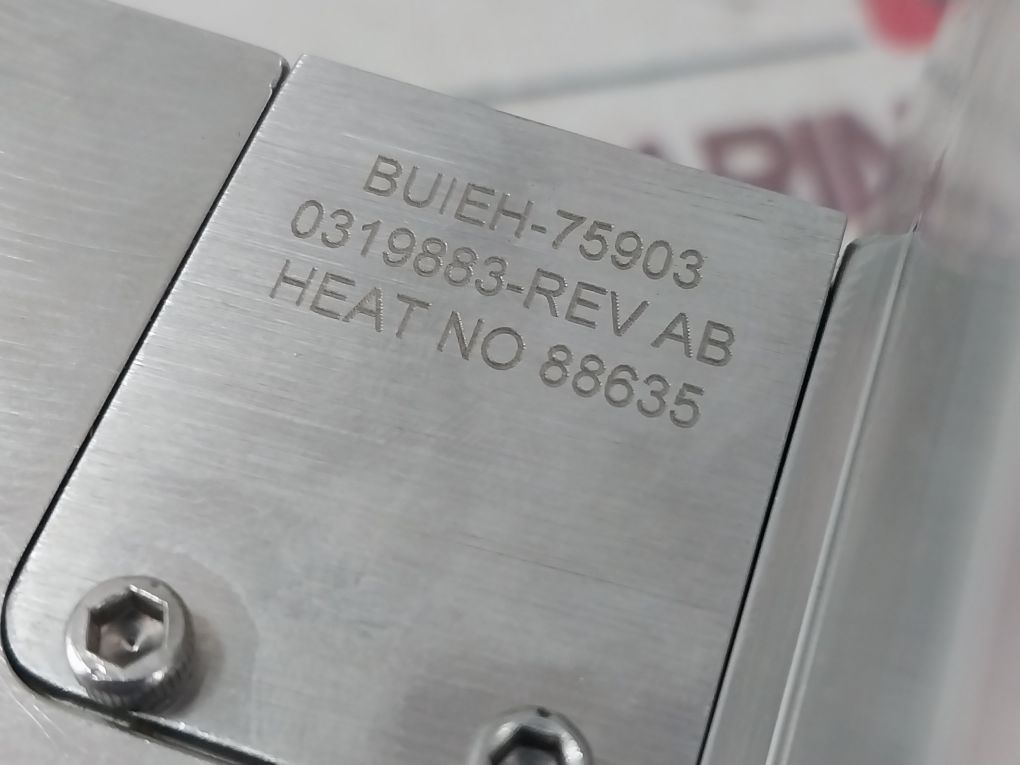 BUIEH-75903
0319883-REV AB
HEAT NO 88635